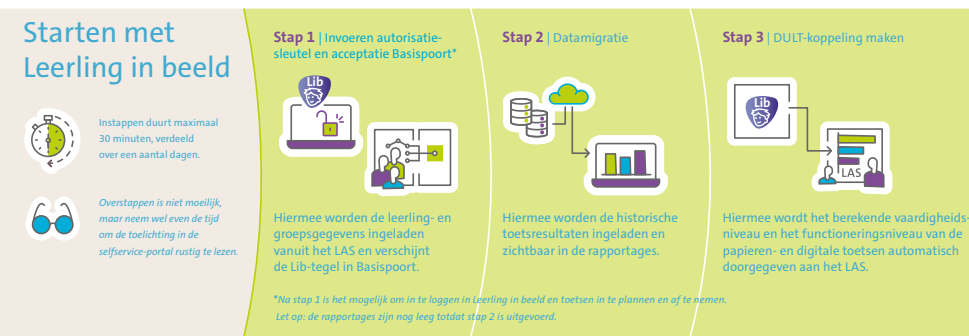 Starten met
Leerling in beeld
Instappen duurt maximaal
30 minuten, verdeeld
over een aantal dagen.
Overstappen is niet moeilijk,
maar neem wel even de tijd
om de toelichting in de
selfservice-portal rustig te lezen.
Stap 1 | Invoeren autorisatie-
sleutel en acceptatie Basispoort*
Lib
Hiermee worden de leerling- en
groepsgegevens ingeladen
vanuit het LAS en verschijnt
de Lib-tegel in Basispoort.
Stap 2 | Datamigratie
Hiermee worden de historische
toetsresultaten ingeladen en
zichtbaar in de rapportages.
Stap 3 | DULT-koppeling maken
Lib
LAS
Hiermee wordt het berekende vaardigheids-
niveau en het functioneringsniveau van de
papieren- en digitale toetsen automatisch
doorgegeven aan het LAS.
*Na stap 1 is het mogelijk om in te loggen in Leerling in beeld en toetsen in te plannen en af te nemen.
Let op: de rapportages zijn nog leeg totdat stap 2 is uitgevoerd.